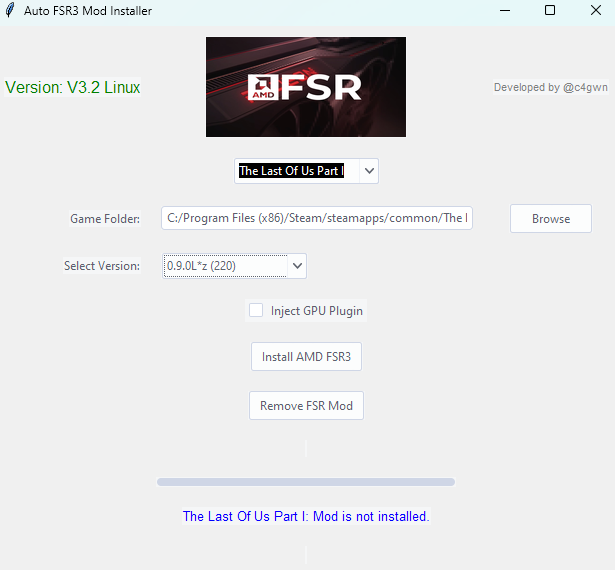 Auto FSR3 Mod Installer
Version: V3.2 Linux
AMD FSR
Developed by @c4gwn
The Last Of Us Part I
Game Folder:
C:/Program Files (x86)/Steam/steamapps/common/The
Browse
Select Version:
0.9.0L*z (220)
Inject GPU Plugin
Install AMD FSR3
Remove FSR Mod
The Last Of Us Part I: Mod is not installed.